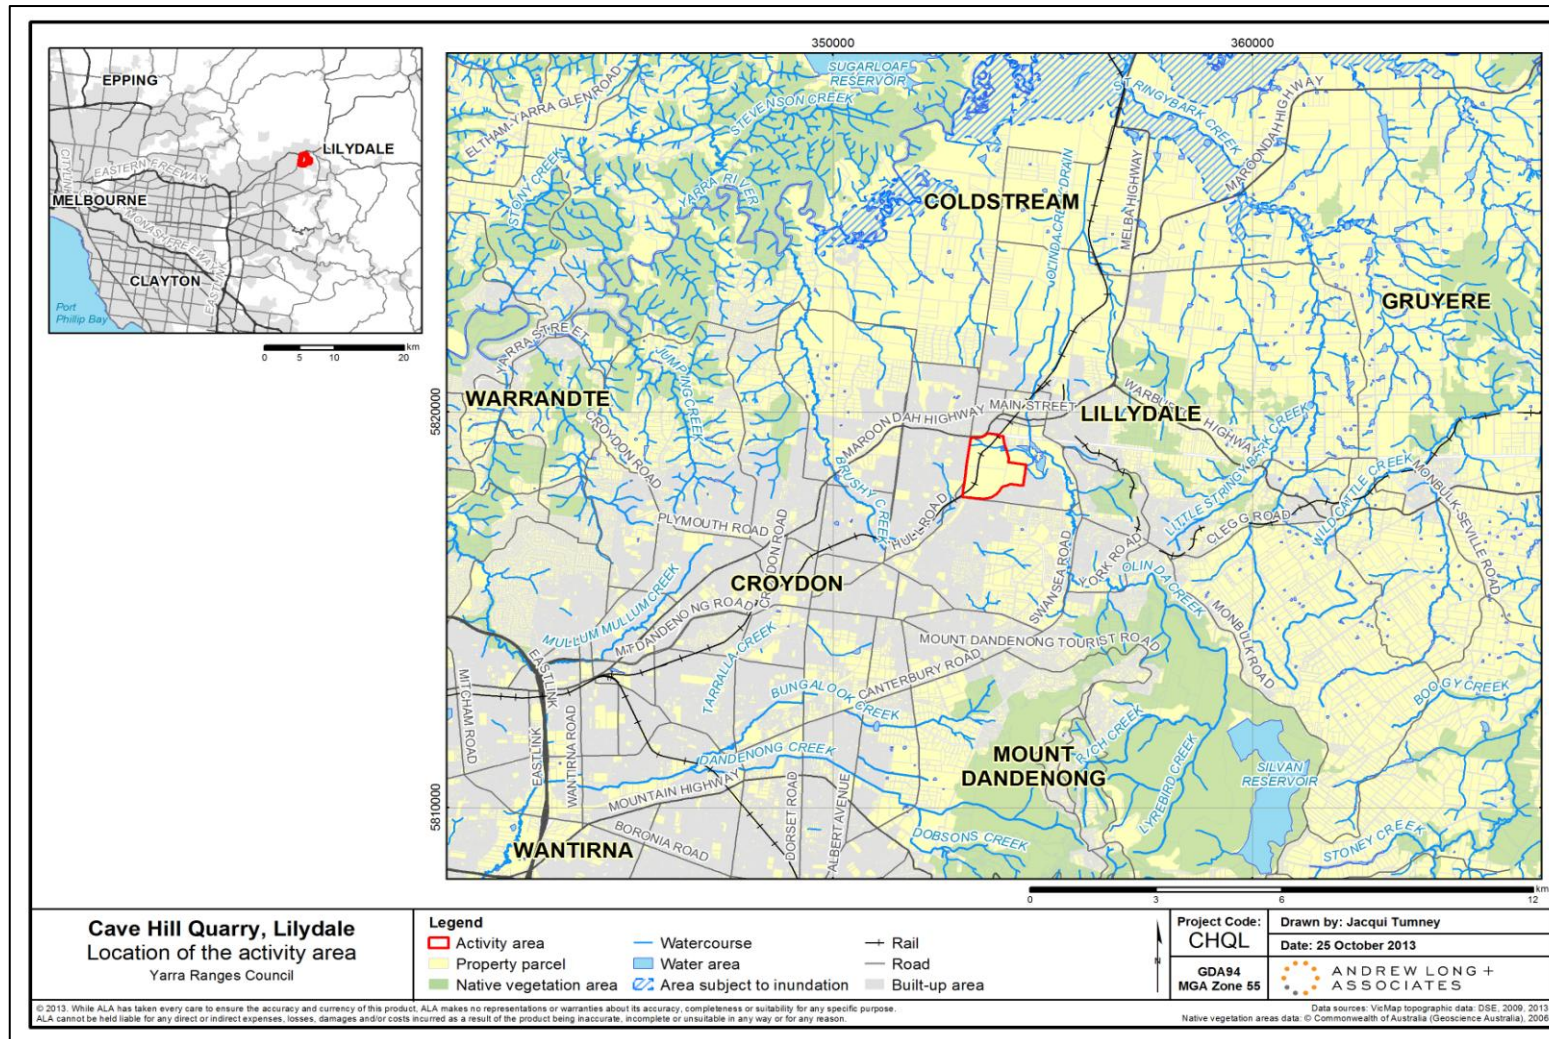 EPPING
LILYDALE
EASTERN FREEWAY
CITYLINK
MELBOURNE
MONASH FREEWAY
EASTLINK
CLAYTON
Port
Phillip Bay
0 5 10 20 km
350000 360000
SUGARLOAF
RESERVOIR
STRINGYBARK CREEK
MAROONDAH HIGHWAY
ELTHAM-YARRA GLEN ROAD
STEVENSON CREEK
STONY CREEK
YARRA RIVER
COLDSTREAM
OLINDA CREEK DRAIN
MELBA HIGHWAY
GRUYERE
YARRA STREET
JUMPING CREEK
WARRANDTE
CROYDON ROAD
5820000
MAROONDAH HIGHWAY
MAIN STREET
LILLYDALE
WARBURTON HIGHWAY
BRUSHY CREEK
LITTLE STRINGY BARK CREEK
WILD CATTLE CREEK
MONBULK-SEVILLE ROAD
HULL ROAD
PLYMOUTH ROAD
CLEGG ROAD
CROYDON ROAD
SWANSEA ROAD
YORK ROAD
OLINDA CREEK
CROYDON
MULLUM MULLUM CREEK
MT DANDENONG ROAD
MONBULK ROAD
MOUNT DANDENONG TOURIST ROAD
TARRALLA CREEK
CANTERBURY ROAD
BUNGALOOK CREEK
BOOGY CREEK
MITCHAM ROAD
EASTLINK
EASTLINK
WANTIRNA ROAD
DANDENONG CREEK
MOUNT
DANDENONG
RICH CREEK
LYREBIRD CREEK
SILVAN
RESERVOIR
MOUNTAIN HIGHWAY
5810000
DORSET ROAD
ALBERT AVENUE
BORONIA ROAD
DOBSONS CREEK
STONEY CREEK
WANTIRNA
km
0 3 6 12
Cave Hill Quarry, Lilydale
Location of the activity area
Yarra Ranges Council
Legend
Activity area
Property parcel
Native vegetation area
Watercourse
Water area
Area subject to inundation
Rail
Road
Built-up area
N
Project Code:
CHQL
GDA94
MGA Zone 55
Drawn by: Jacqui Tumney
Date: 25 October 2013
ANDREW LONG +
ASSOCIATES
© 2013. While ALA has taken every care to ensure the accuracy and currency of this product, ALA makes no representations or warranties about its accuracy, completeness or suitability for any specific purpose.
ALA cannot be held liable for any direct or indirect expenses, losses, damages and/or costs incurred as a result of the product being inaccurate, incomplete or unsuitable in any way or for any reason.
Data sources: VicMap topographic data: DSE, 2009, 2013
Native vegetation areas data: © Commonwealth of Australia (Geoscience Australia), 2006